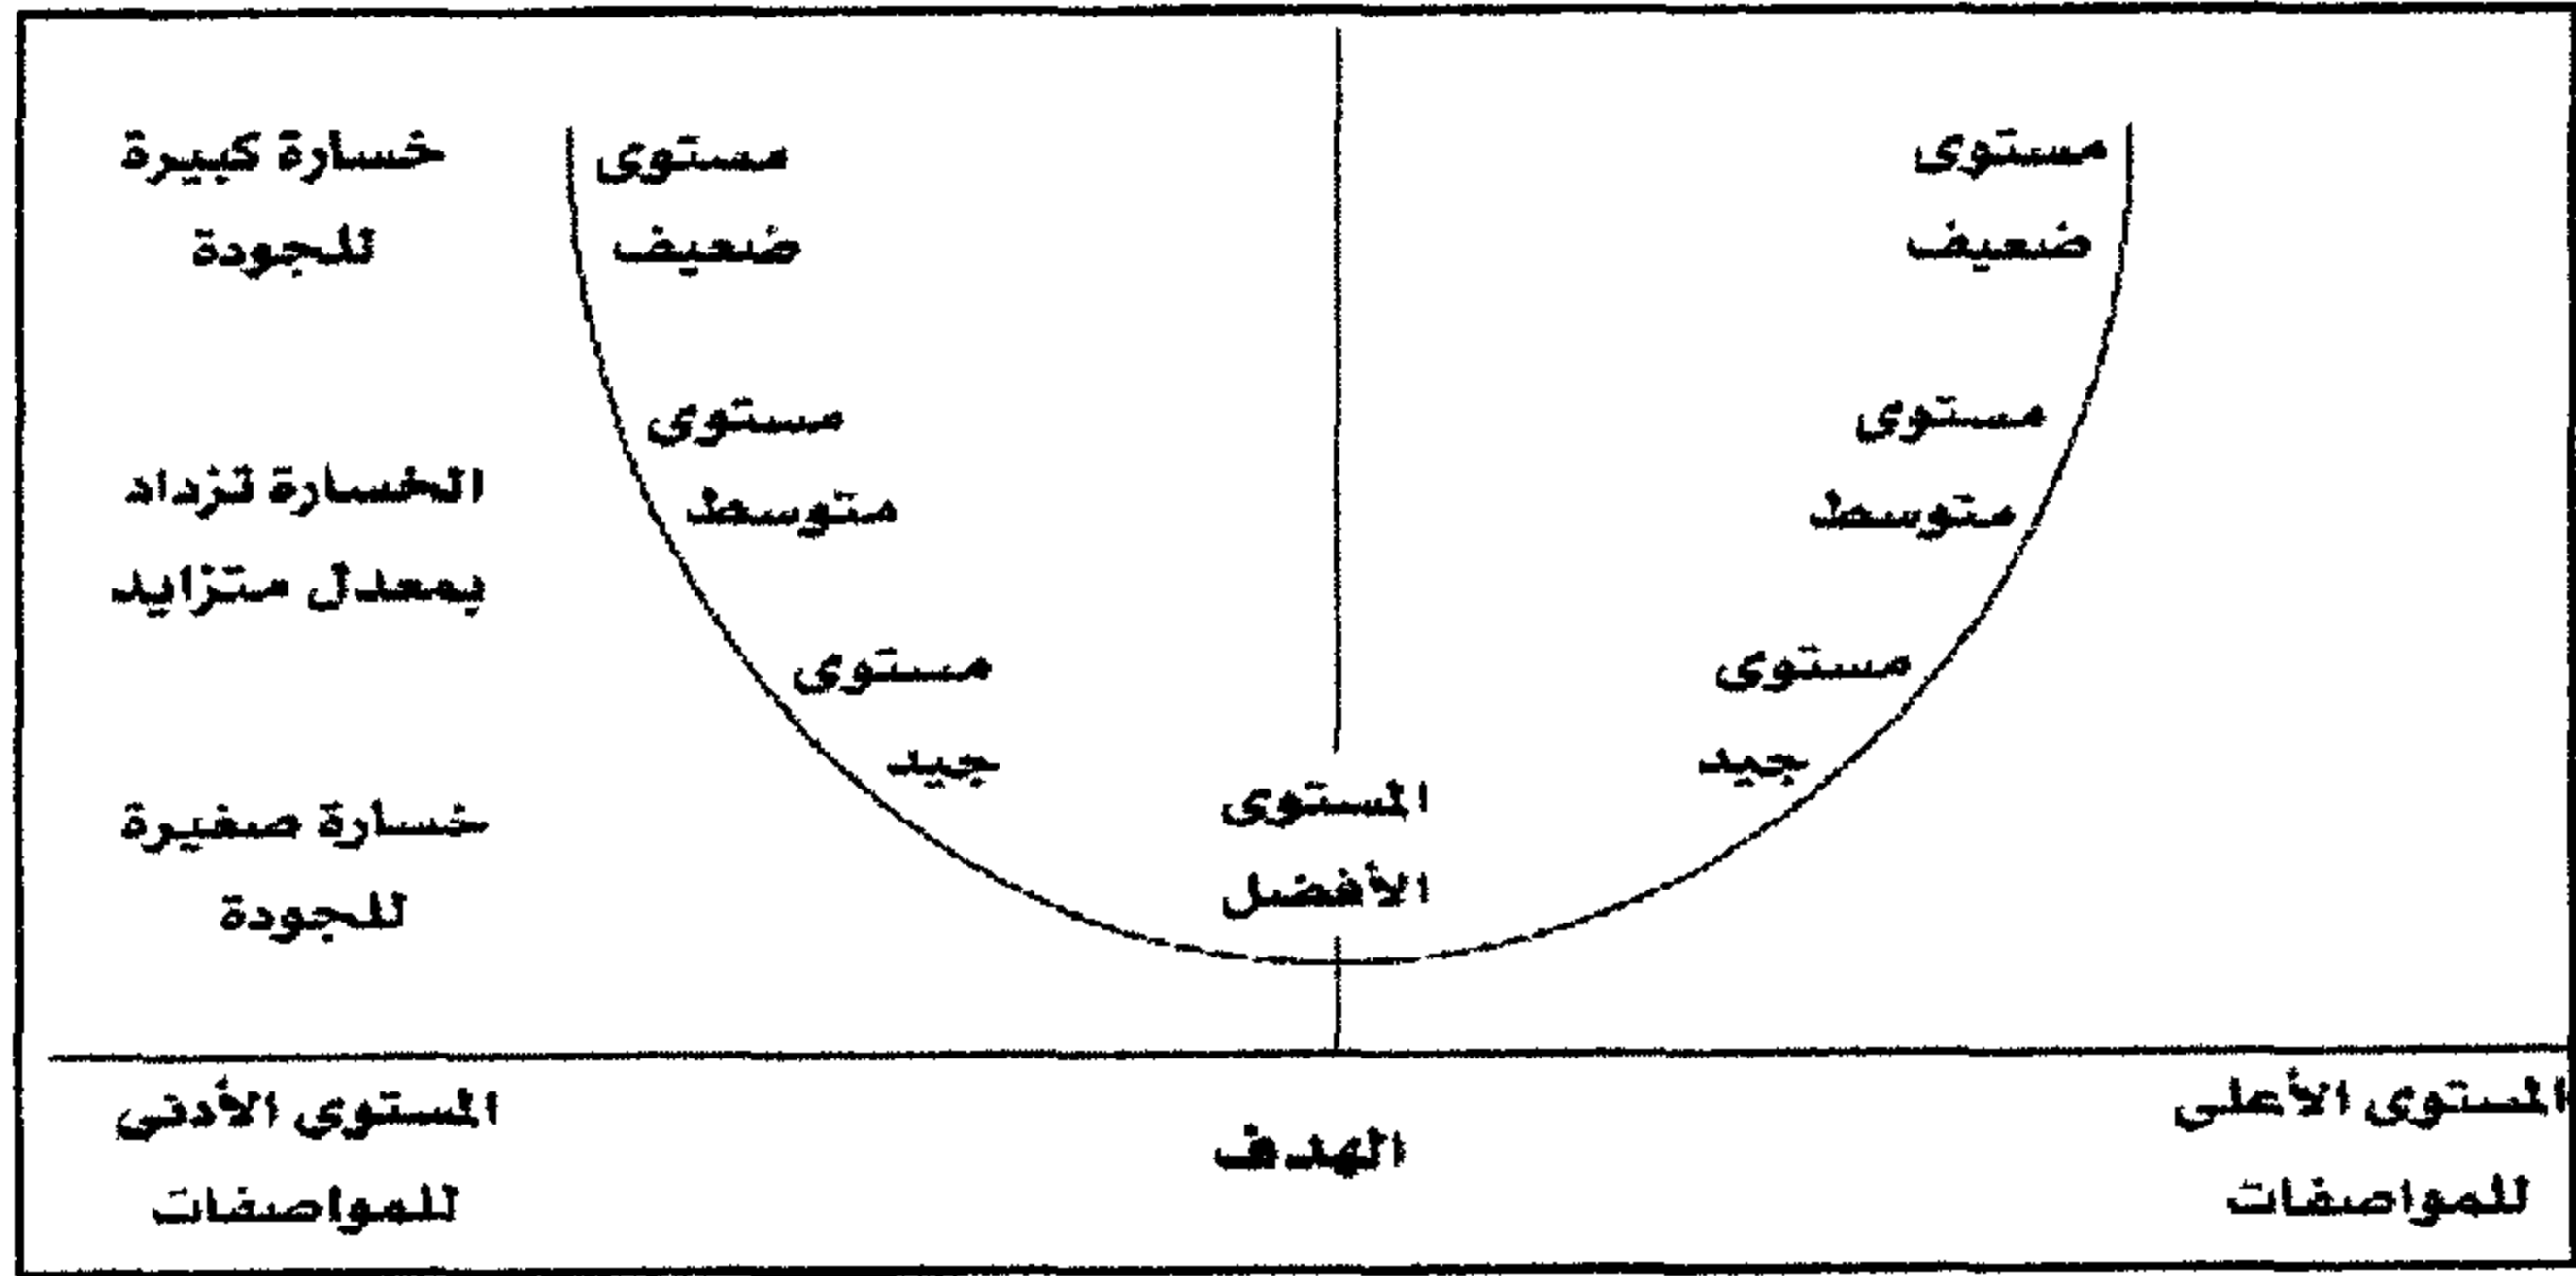 مستوى
ضعيف
مستوى
متوسط
مستوى
جيد
المستوى
الأفضل
مستوى
ضعيف
مستوى
متوسط
مستوى
جيد
خسارة كبيرة
للجودة
الخسارة تزداد
بمعدل متزايد
خسارة صغيرة
للجودة
المستوى الأعلى
للمواصفات
الهدف
المستوى الأدنى
للمواصفات